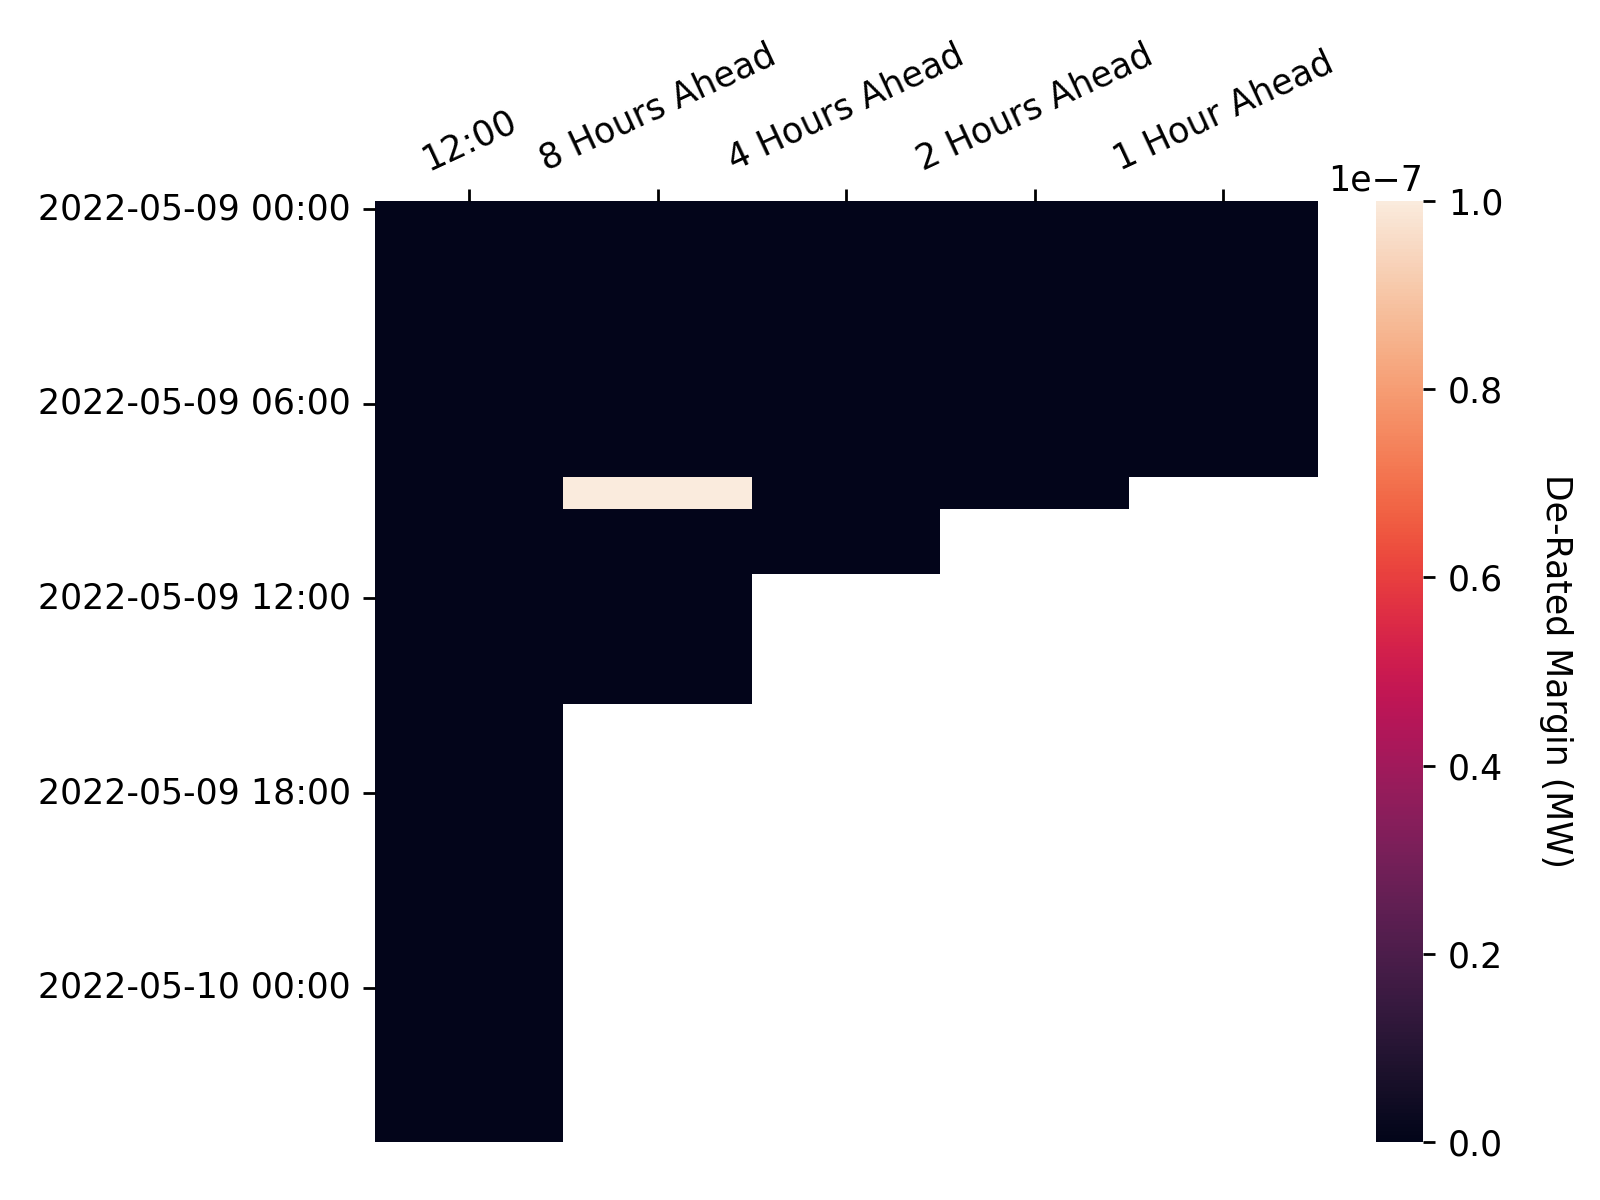 12:00
8 Hours Ahead
4 Hours Ahead
2 Hours Ahead
1 Hour Ahead
1e−7
2022-05-09 00:00
2022-05-09 06:00
2022-05-09 12:00
2022-05-09 18:00
2022-05-10 00:00
1.0
0.8
0.6
0.4
0.2
0.0
De-Rated Margin (MW)